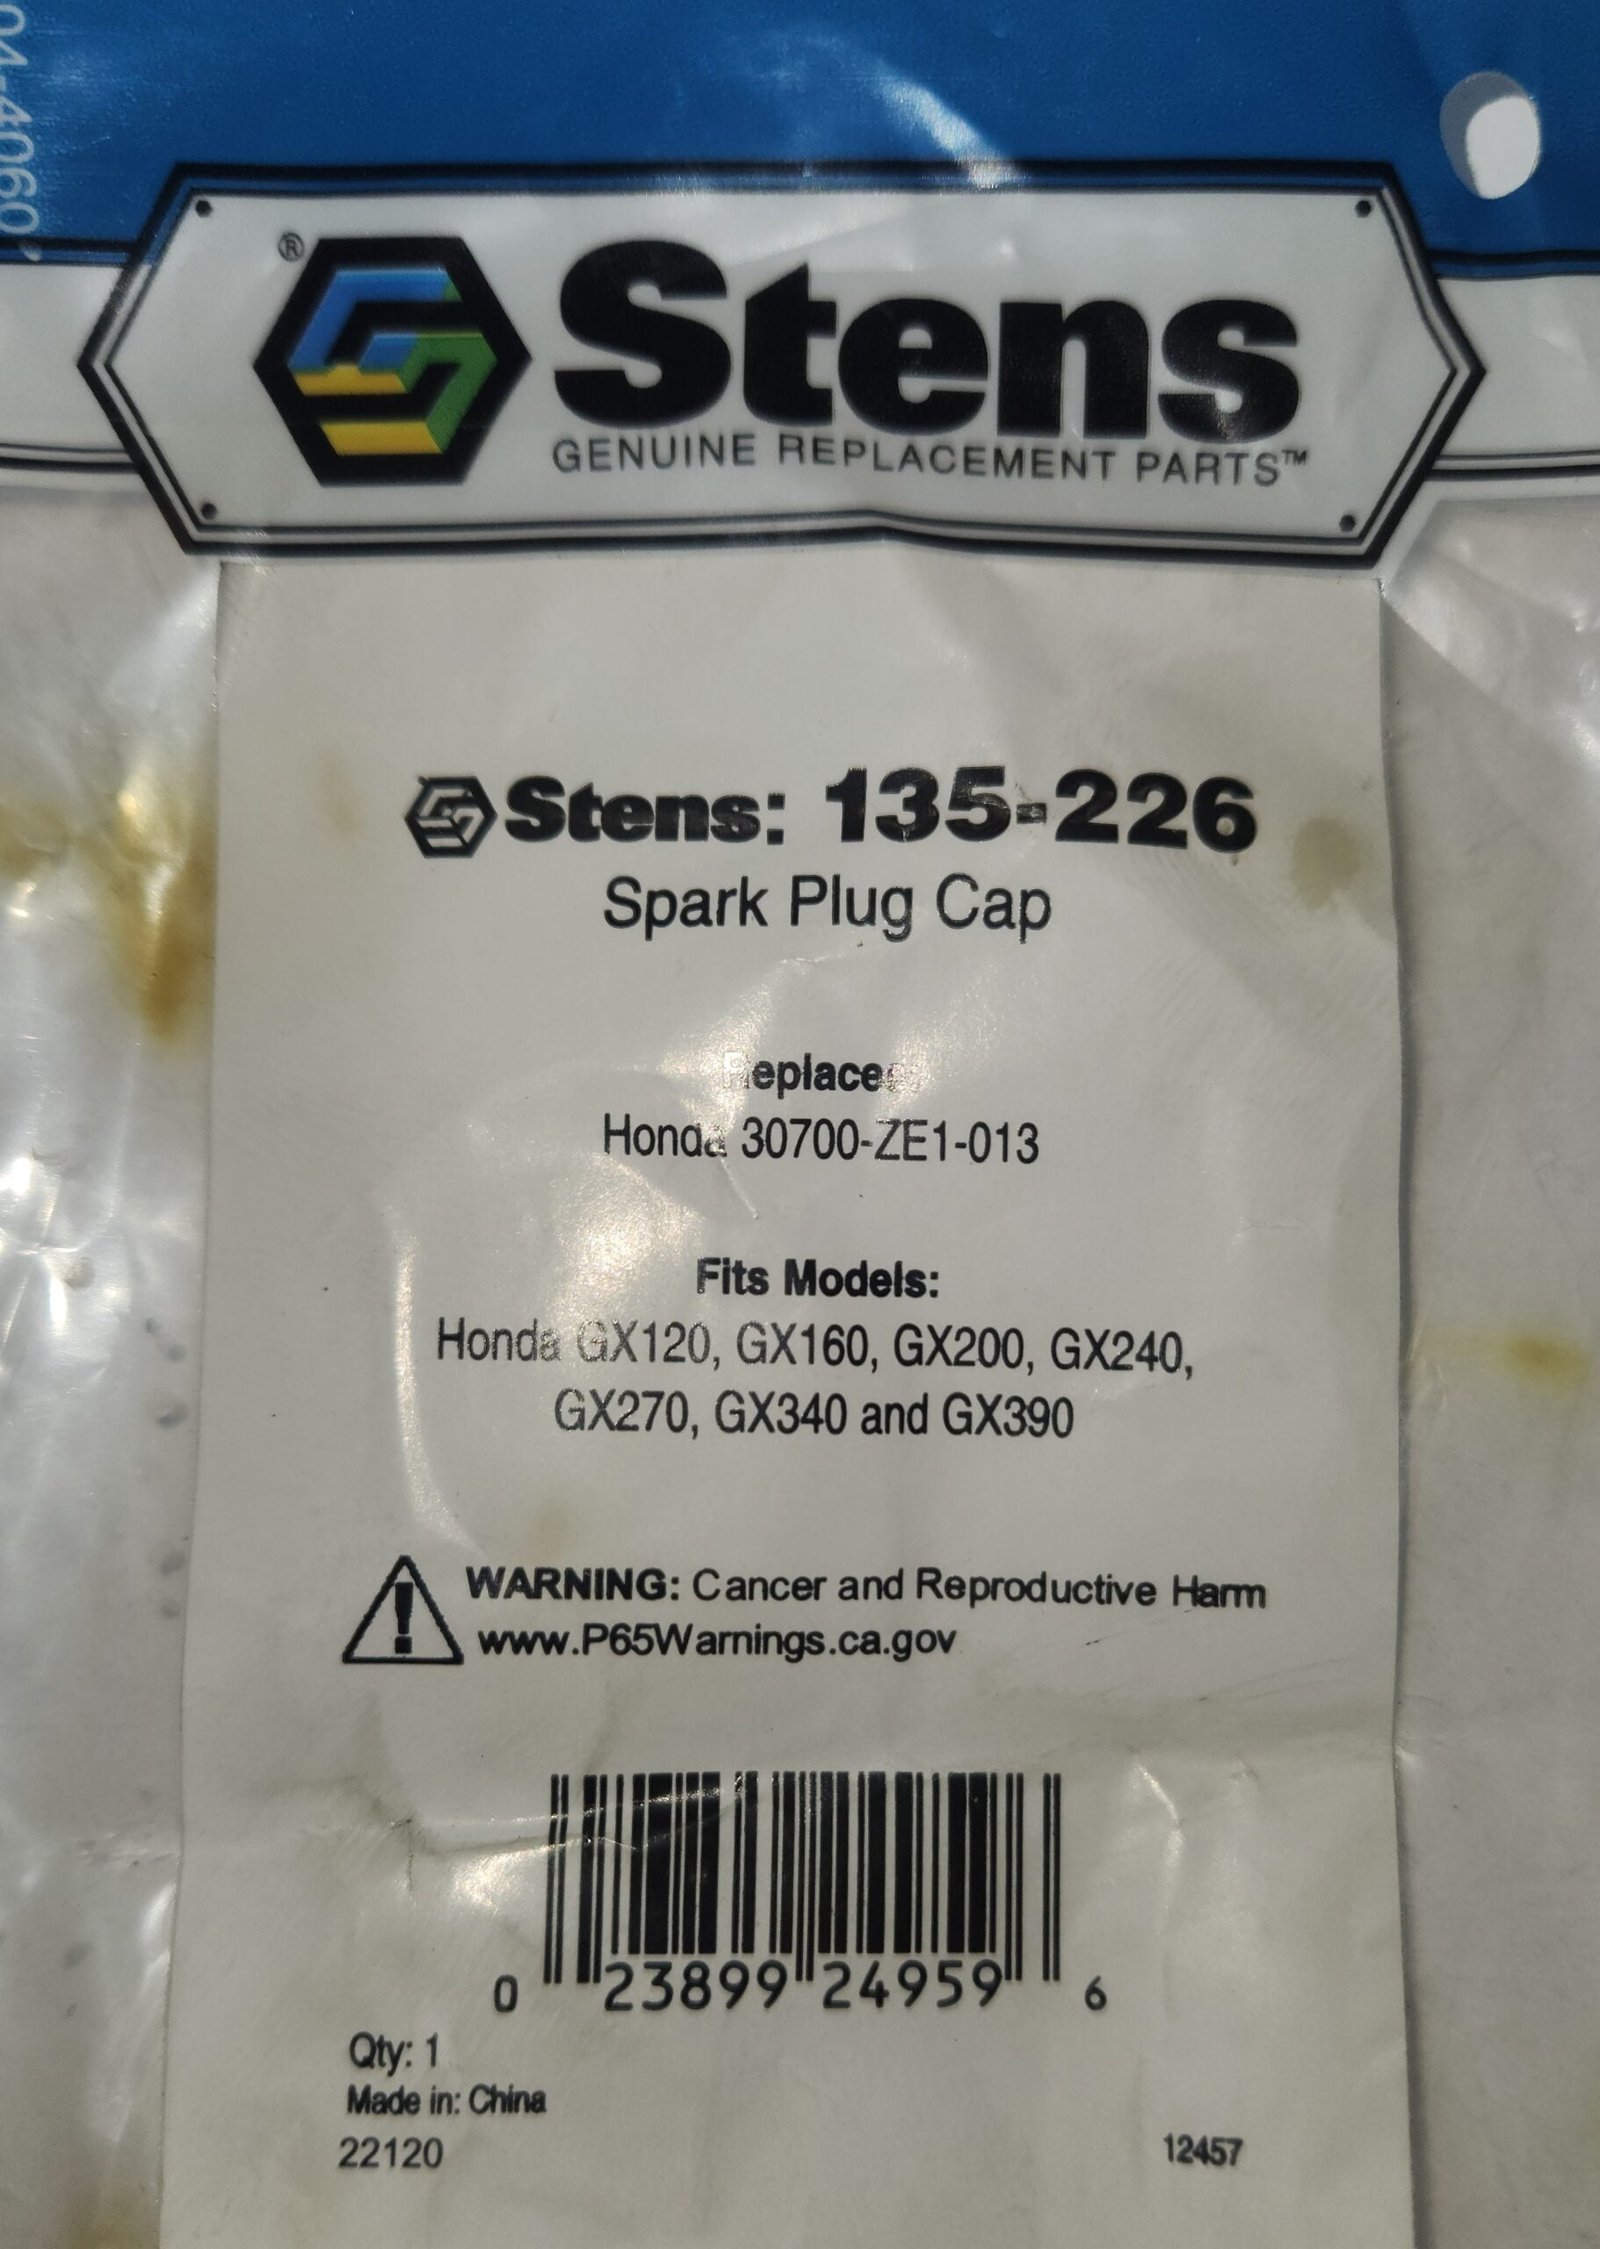 04-4060,
®
Stens
GENUINE REPLACEMENT PARTS™
Stens: 135-226
Spark Plug Cap
Replaces
Honda 30700-ZE1-013
Fits Models:
Honda GX120, GX160, GX200, GX240,
GX270, GX340 and GX390
WARNING: Cancer and Reproductive Harm
www.P65Warnings.ca.gov
0 23899 24959 6
Qty: 1
Made in: China
22120
12457